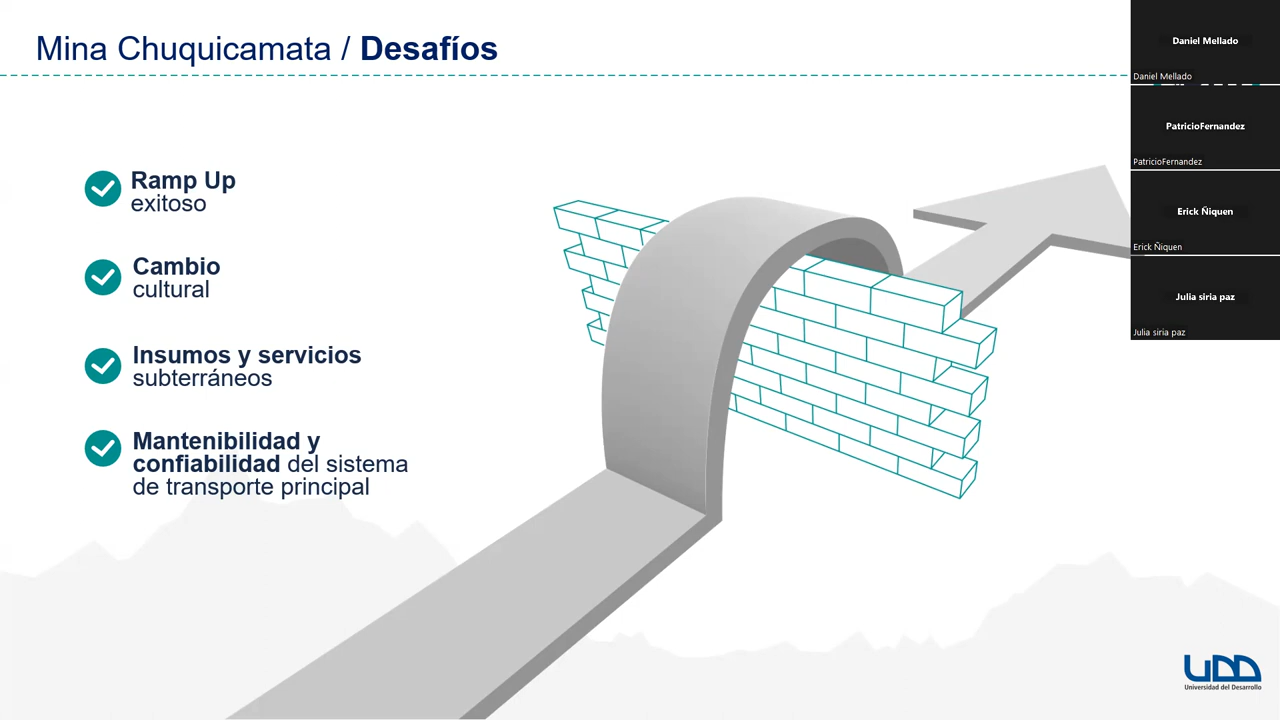 Mina Chuquicamata / Desafíos
Ramp Up
exitoso
Cambio
cultural
Insumos y servicios
subterráneos
Mantenibilidad y
confiabilidad del sistema
de transporte principal
Daniel Mellado
Daniel Mellado
PatricioFernandez
PatricioFernandez
Erick Ñiquen
Erick Ñiquen
Julia siria paz
Julia siria paz
UDD
Universidad del Desarrollo